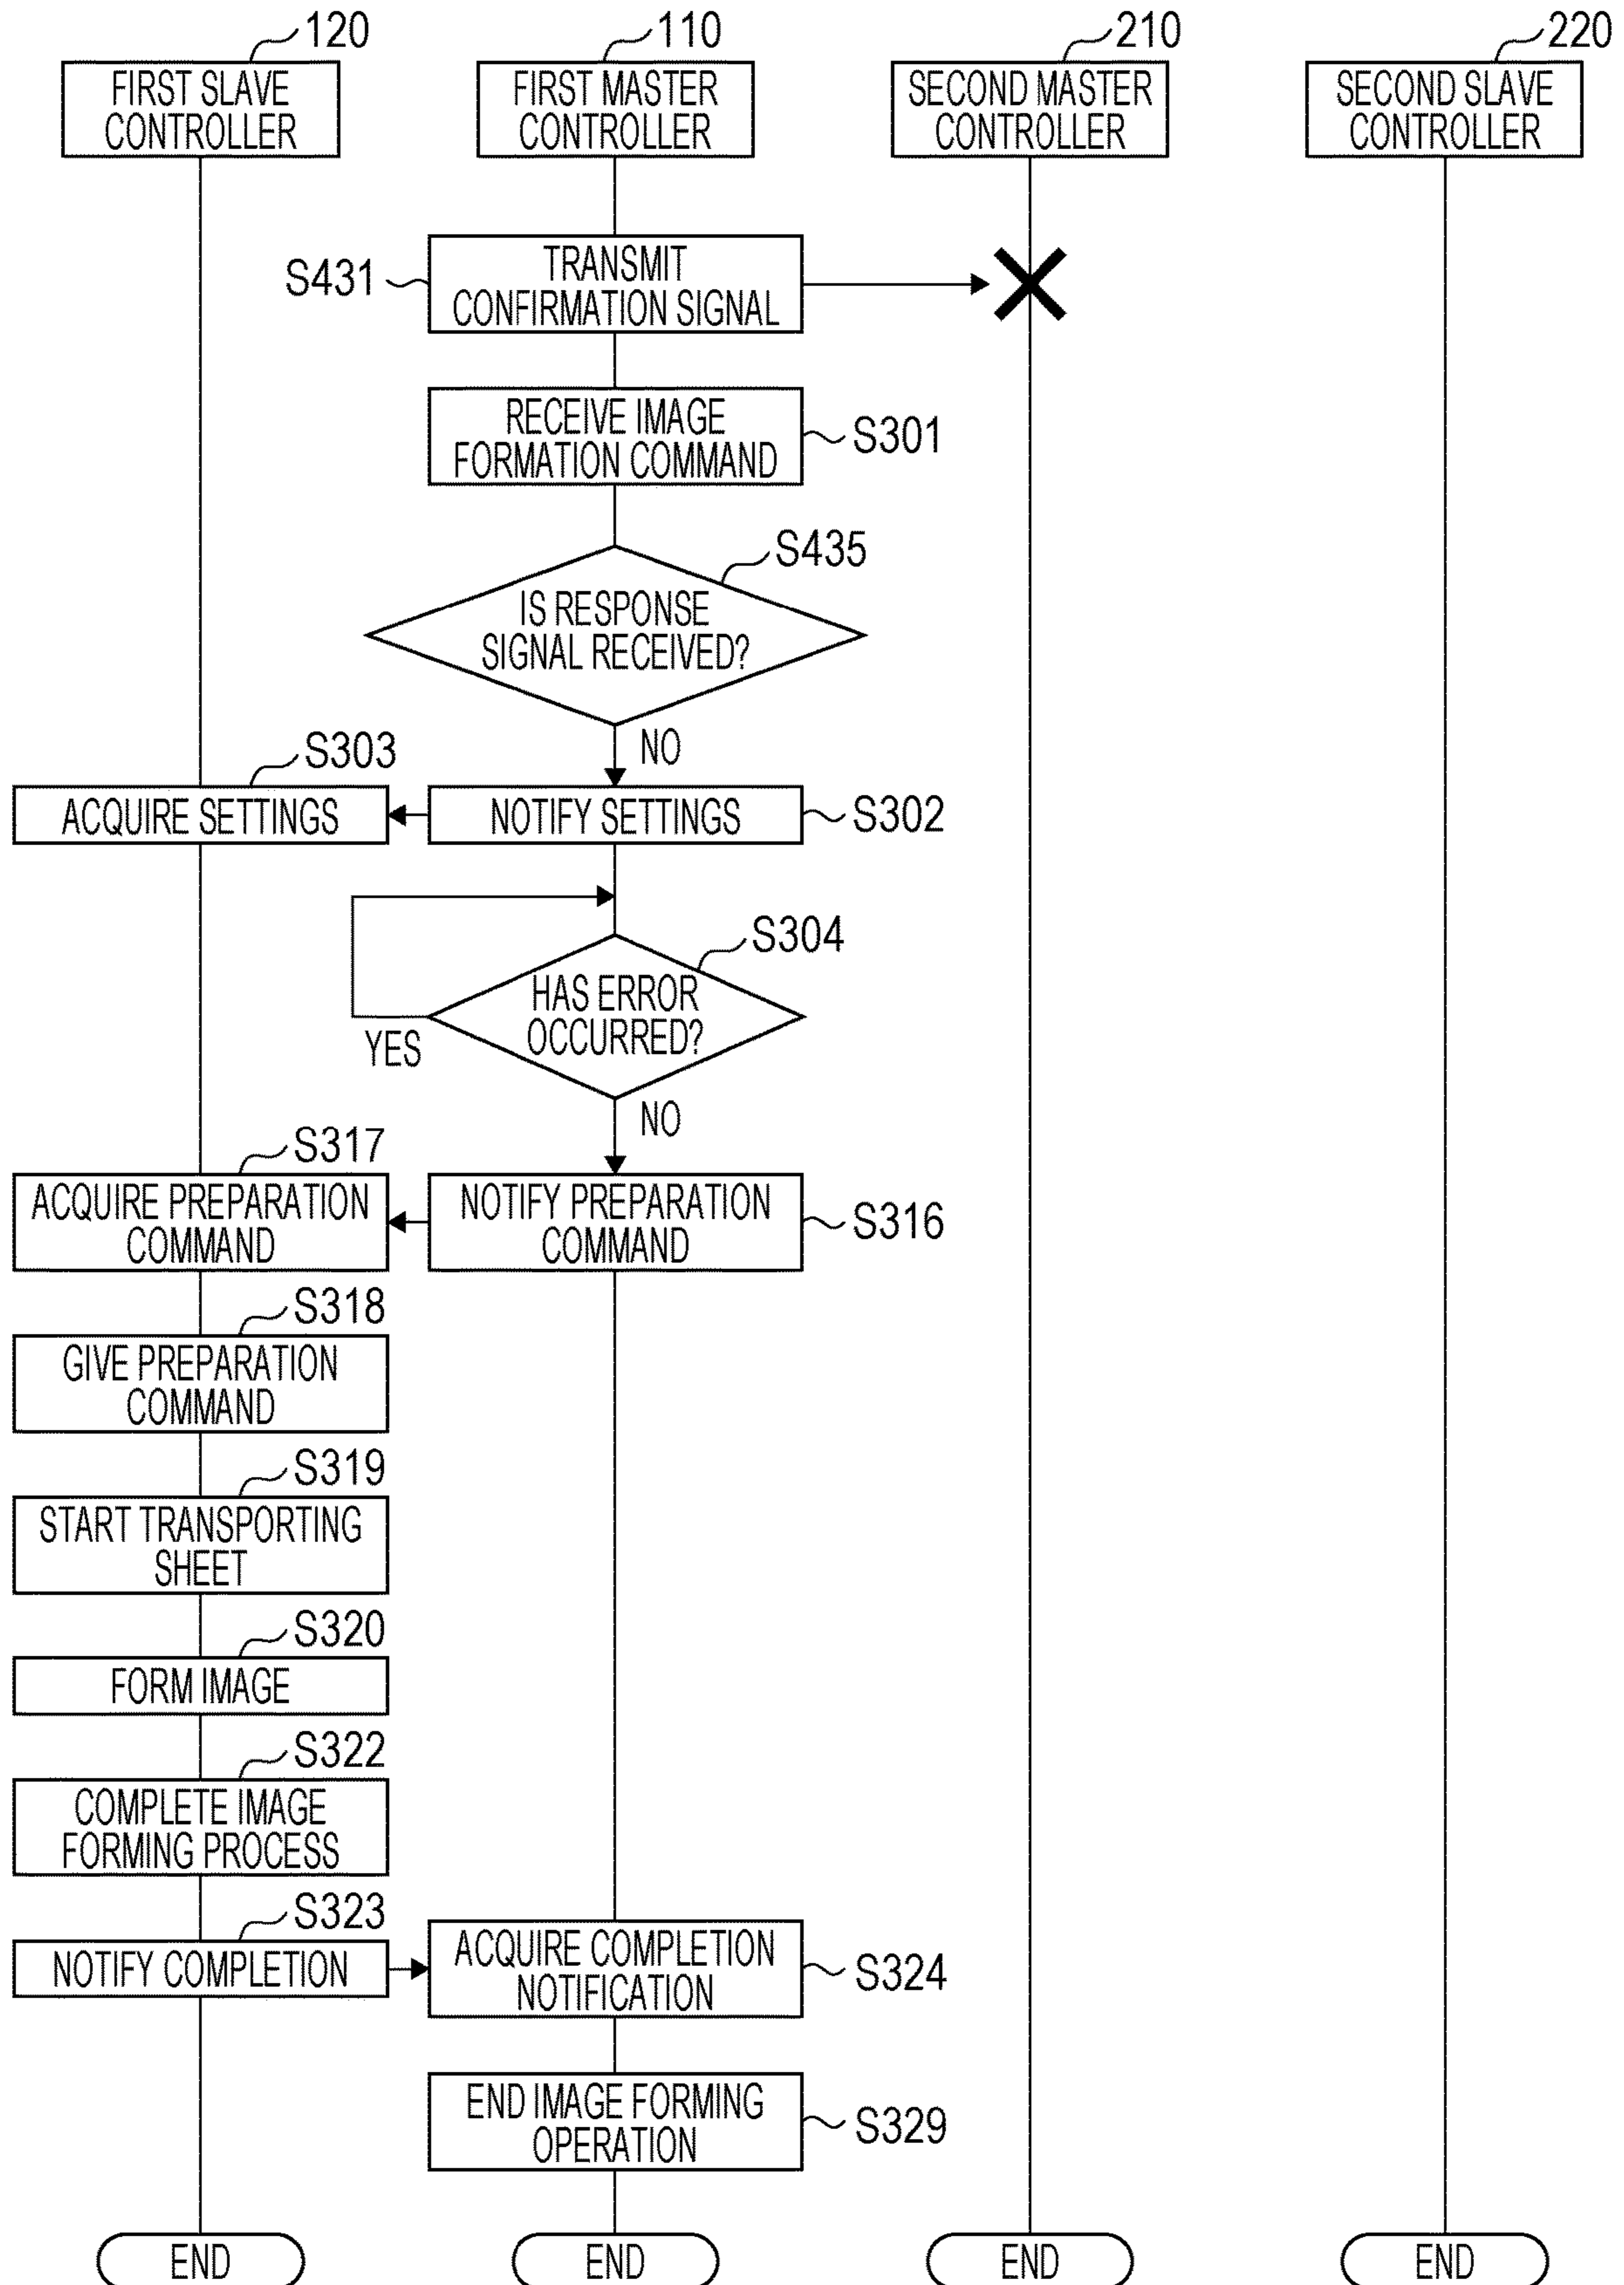 120
110
210
220
FIRST SLAVE
CONTROLLER
FIRST MASTER
CONTROLLER
SECOND MASTER
CONTROLLER
SECOND SLAVE
CONTROLLER
S431
TRANSMIT
CONFIRMATION SIGNAL
RECEIVE IMAGE
FORMATION COMMAND
S301
S435
IS RESPONSE
SIGNAL RECEIVED?
NO
S303
ACQUIRE SETTINGS
NOTIFY SETTINGS
S302
S304
HAS ERROR
OCCURRED?
YES
NO
S317
ACQUIRE PREPARATION
COMMAND
NOTIFY PREPARATION
COMMAND
S316
S318
GIVE PREPARATION
COMMAND
S319
START TRANSPORTING
SHEET
S320
FORM IMAGE
S322
COMPLETE IMAGE
FORMING PROCESS
S323
NOTIFY COMPLETION
ACQUIRE COMPLETION
NOTIFICATION
S324
END IMAGE FORMING
OPERATION
S329
END
END
END
END